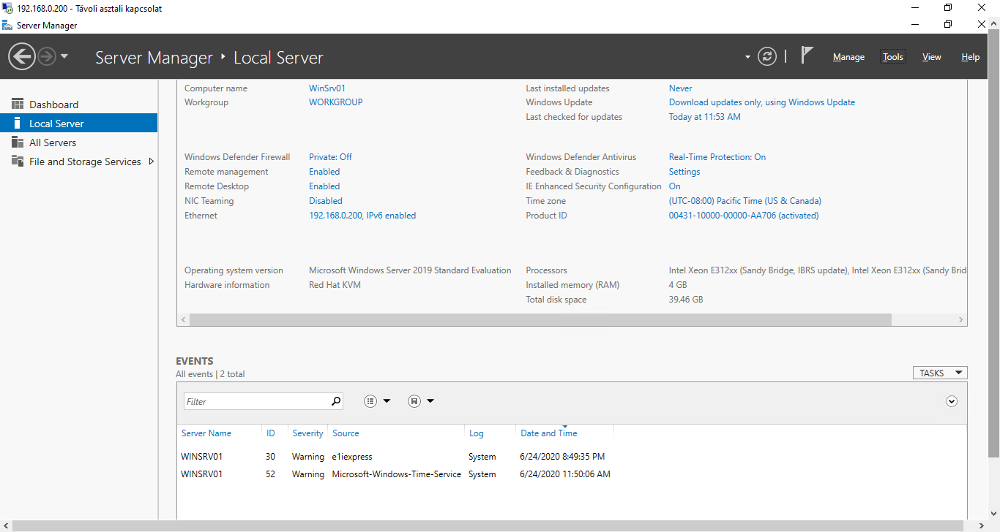 192.168.0.200 - Távoli asztali kapcsolat
Server Manager
Server Manager ‣ Local Server
Manage Tools View Help
Dashboard
Local Server
All Servers
File and Storage Services
Computer name WinSrv01 Last installed updates Never
Workgroup WORKGROUP Windows Update Download updates only, using Windows Update
Last checked for updates Today at 11:53 AM
Windows Defender Firewall Private: Off Windows Defender Antivirus Real-Time Protection: On
Remote management Enabled Feedback & Diagnostics Settings
Remote Desktop Enabled IE Enhanced Security Configuration On
NIC Teaming Disabled Time zone (UTC-08:00) Pacific Time (US & Canada)
Ethernet 192.168.0.200, IPv6 enabled Product ID 00431-10000-00000-AA706 (activated)
Operating system version Microsoft Windows Server 2019 Standard Evaluation Processors Intel Xeon E312xx (Sandy Bridge, IBRS update), Intel Xeon E312xx (Sandy Brid
Hardware information Red Hat KVM Installed memory (RAM) 4 GB
Total disk space 39.46 GB
EVENTS
All events | 2 total
TASKS
Filter
Server Name ID Severity Source Log Date and Time
WINSRV01 30 Warning e1iexpress System 6/24/2020 8:49:35 PM
WINSRV01 52 Warning Microsoft-Windows-Time-Service System 6/24/2020 11:50:06 AM